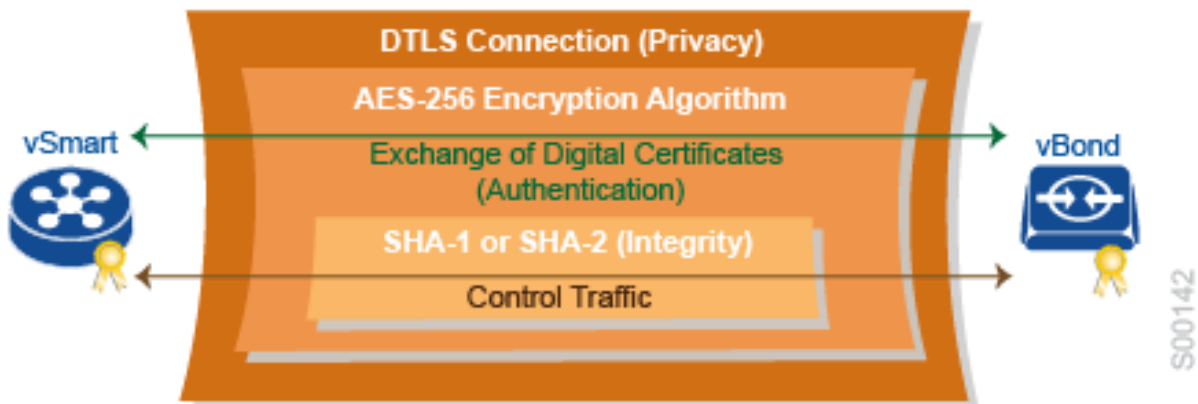 DTLS Connection (Privacy)
AES-256 Encryption Algorithm
vSmart
vBond
Exchange of Digital Certificates
(Authentication)
SHA-1 or SHA-2 (Integrity)
Control Traffic
S00142